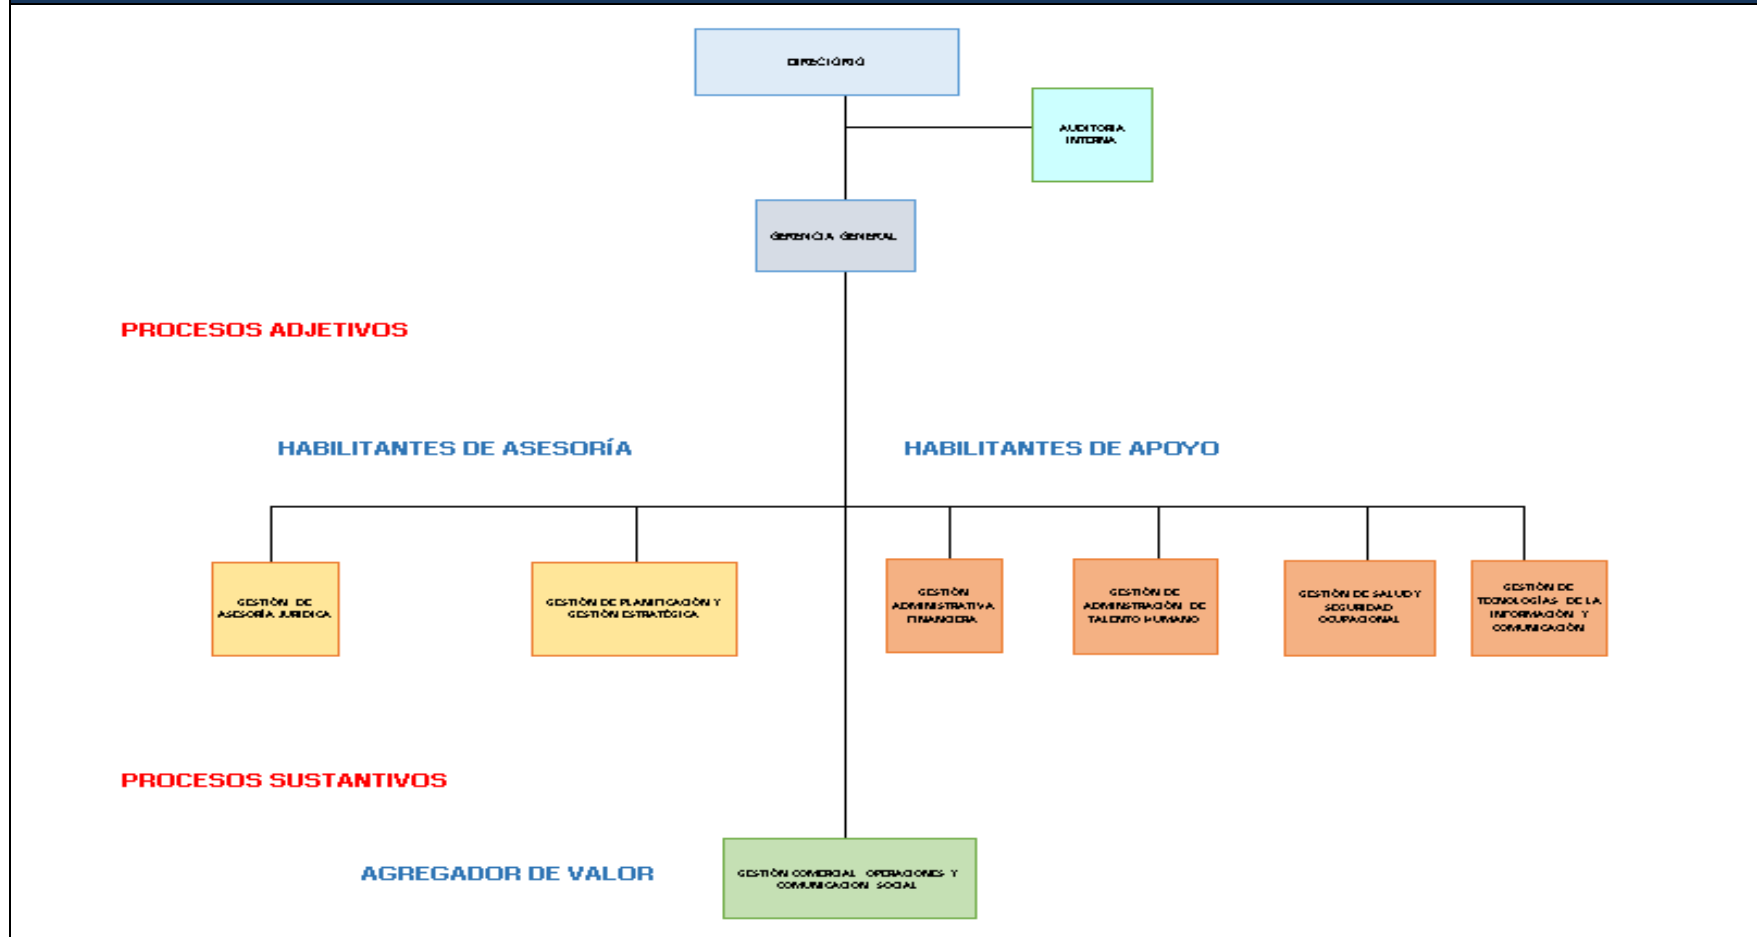 DIRECTORIO
AUDITORIA
INTERNA
GERENCIA GENERAL
PROCESOS ADJETIVOS
HABILITANTES DE ASESORÍA
HABILITANTES DE APOYO
GESTIÓN DE
ASESORÍA JURIDICA
GESTIÓN DE PLANIFICACIÓN Y
GESTIÓN ESTRATÉGICA
GESTIÓN
ADMINISTRATIVA
FINANCIERA
GESTIÓN DE
ADMINSTRACIÓN DE
TALENTO HUMANO
GESTIÓN DE SALUD Y
SEGURIDAD
OCUPACIONAL
GESTIÓN DE
TECNOLOGÍAS DE LA
INFORMACIÓN Y
COMUNICACIÓN
PROCESOS SUSTANTIVOS
AGREGADOR DE VALOR
GESTIÓN COMERCIAL OPERACIONES Y
COMUNICACION SOCIAL